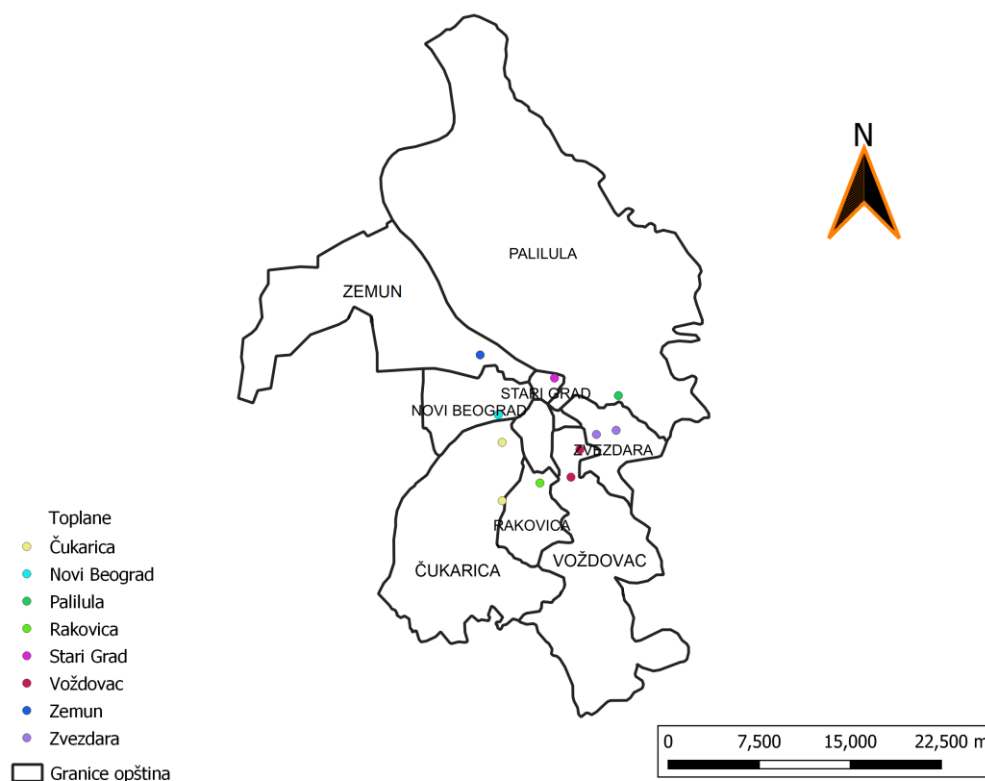 N
PALILULA
ZEMUN
STARI GRAD
NOVI BEOGRAD
ZVEZDARA
RAKOVICA
VOŽDOVAC
ČUKARICA
Toplane
Čukarica
Novi Beograd
Palilula
Rakovica
Stari Grad
Voždovac
Zemun
Zvezdara
Granice opština
0 7,500 15,000 22,500 m